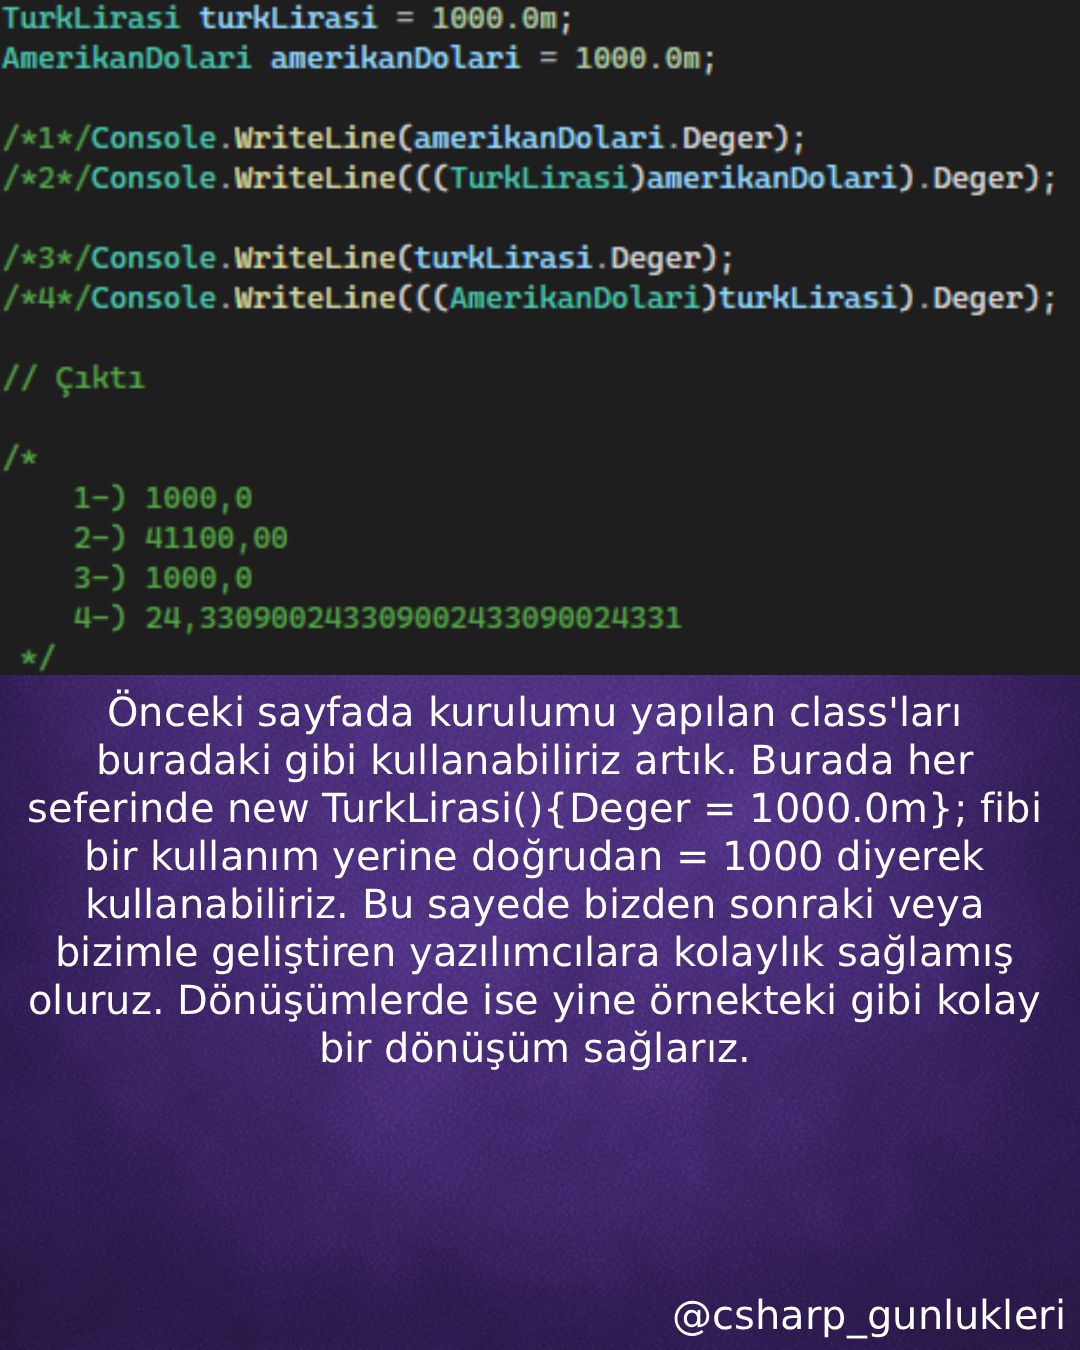 TurkLirasi turkLirasi = 1000.0m;
AmerikanDolari amerikanDolari = 1000.0m;
/*1*/Console.WriteLine(amerikanDolari.Deger);
/*2*/Console.WriteLine(((TurkLirasi)amerikanDolari).Deger);
/*3*/Console.WriteLine(turkLirasi.Deger);
/*4*/Console.WriteLine(((AmerikanDolari)turkLirasi).Deger);
// Çıktı
/*
1-) 1000,0
2-) 41100,00
3-) 1000,0
4-) 24,330900243309002433090024331
*/
Önceki sayfada kurulumu yapılan class'ları
buradaki gibi kullanabiliriz artık. Burada her
seferinde new TurkLirasi(){Deger = 1000.0m}; fibi
bir kullanım yerine doğrudan = 1000 diyerek
kullanabiliriz. Bu sayede bizden sonraki veya
bizimle geliştiren yazılımcılara kolaylık sağlamış
oluruz. Dönüşümlerde ise yine örnekteki gibi kolay
bir dönüşüm sağlarız.
@csharp_gunlukleri